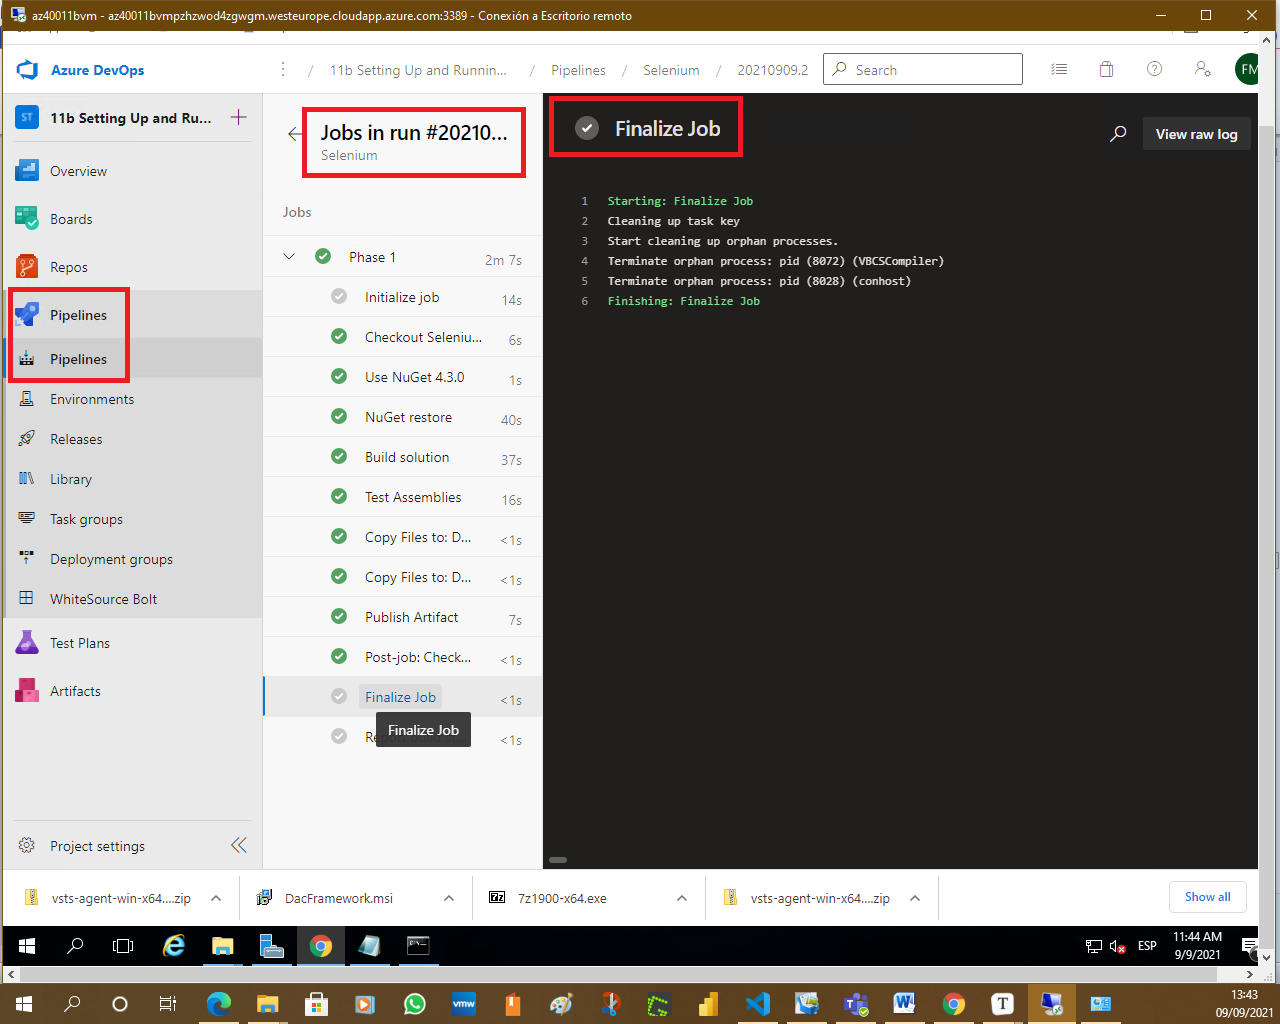 az40011bvm - az40011bvmpzhzwod4zgwgm.westeurope.cloudapp.azure.com:3389 - Conexión a Escritorio remoto
Azure DevOps
/ 11b Setting Up and Runnin... / Pipelines / Selenium / 20210909.2
Search
FM
ST 11b Setting Up and Ru...
Overview
Boards
Repos
Pipelines
Pipelines
Environments
Releases
Library
Task groups
Deployment groups
WhiteSource Bolt
Test Plans
Artifacts
Project settings
Jobs in run #20210...
Selenium
Jobs
Phase 1 2m 7s
Initialize job 14s
Checkout Seleniu... 6s
Use NuGet 4.3.0 1s
NuGet restore 40s
Build solution 37s
Test Assemblies 16s
Copy Files to: D... <1s
Copy Files to: D... <1s
Publish Artifact 7s
Post-job: Check... <1s
Finalize Job <1s
Finalize Job
<1s
Finalize Job
View raw log
1 Starting: Finalize Job
2 Cleaning up task key
3 Start cleaning up orphan processes.
4 Terminate orphan process: pid (8072) (VBCSCompiler)
5 Terminate orphan process: pid (8028) (conhost)
6 Finishing: Finalize Job
vsts-agent-win-x64....zip
DacFramework.msi
7z1900-x64.exe
vsts-agent-win-x64....zip
Show all
ESP
11:44 AM
9/9/2021
13:43
09/09/2021